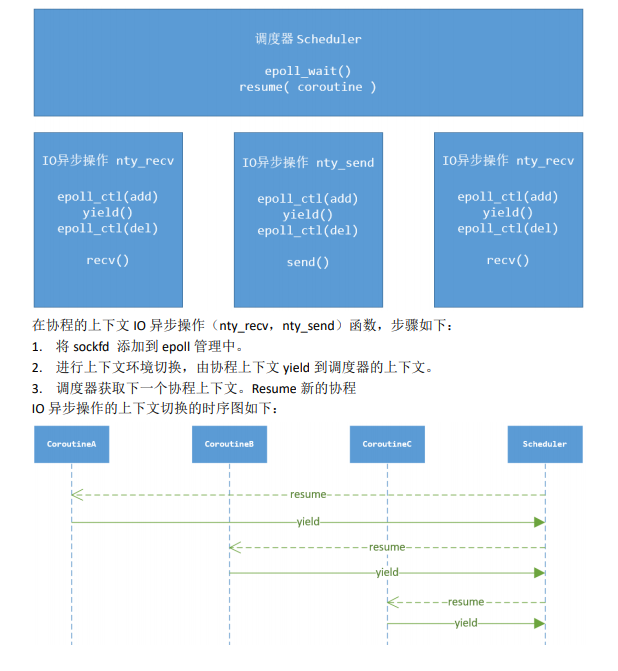 调度器 Scheduler
epoll_wait()
resume( coroutine )
IO异步操作 nty_recv
epoll_ctl(add)
yield()
epoll_ctl(del)
recv()
IO异步操作 nty_send
epoll_ctl(add)
yield()
epoll_ctl(del)
send()
IO异步操作 nty_recv
epoll_ctl(add)
yield()
epoll_ctl(del)
recv()
在协程的上下文 IO 异步操作（nty_recv，nty_send）函数，步骤如下：
1. 将 sockfd 添加到 epoll 管理中。
2. 进行上下文环境切换，由协程上下文 yield 到调度器的上下文。
3. 调度器获取下一个协程上下文。Resume 新的协程
IO 异步操作的上下文切换的时序图如下：
CoroutineA
CoroutineB
CoroutineC
Scheduler
resume
yield
resume
yield
resume
yield